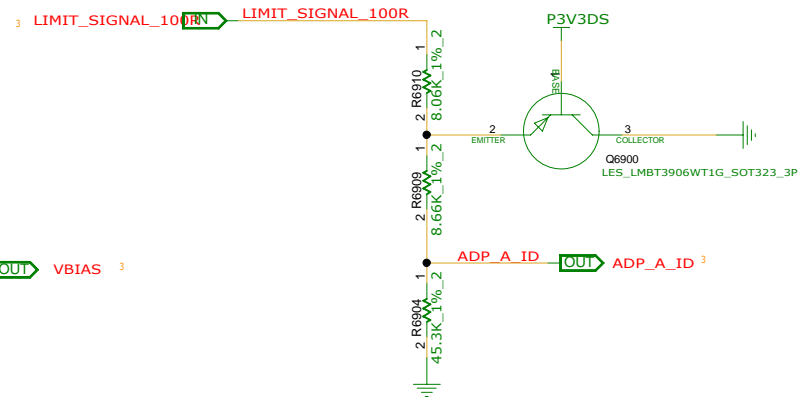 3 LIMIT_SIGNAL_100R IN LIMIT_SIGNAL_100R
P3V3DS
1
R6910
8.06K_1%_2
2
1
BASE
2
EMITTER
3
COLLECTOR
Q6900
LES_LMBT3906WT1G_SOT323_3P
1
R6909
8.66K_1%_2
2
OUT VBIAS 3
ADP_A_ID OUT ADP_A_ID 3
1
R6904
45.3K_1%_2
2